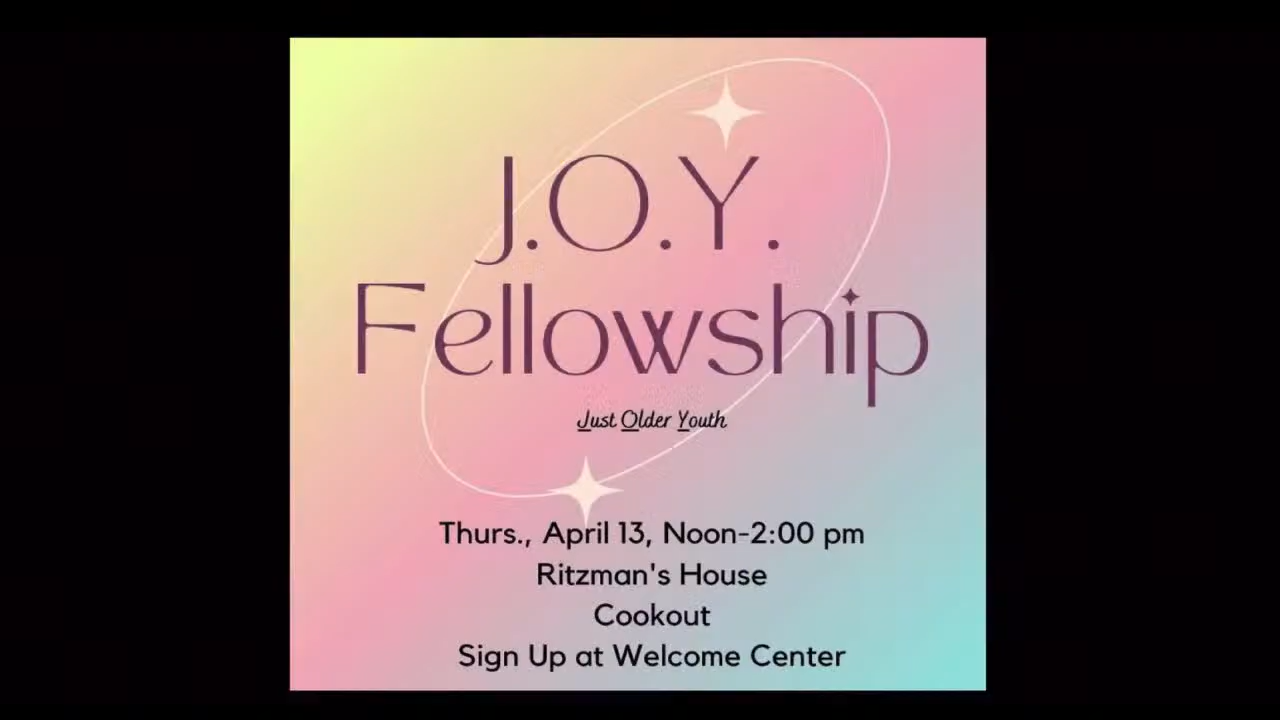 J.O.Y.
Fellowship
Just Older Youth
Thurs., April 13, Noon-2:00 pm
Ritzman's House
Cookout
Sign Up at Welcome Center